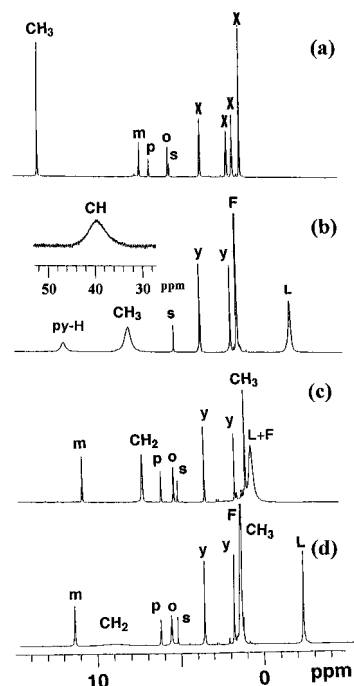 CH3
X
(a)
X
X
X
m
p
o
s
CH
50 40 ppm 30
F
(b)
y
y
L
py-H
CH3
s
m
CH2
p
o
s
y
y
CH3
L+F
(c)
F
CH3
(d)
m
CH2
p
o
s
y
y
L
10
0
ppm